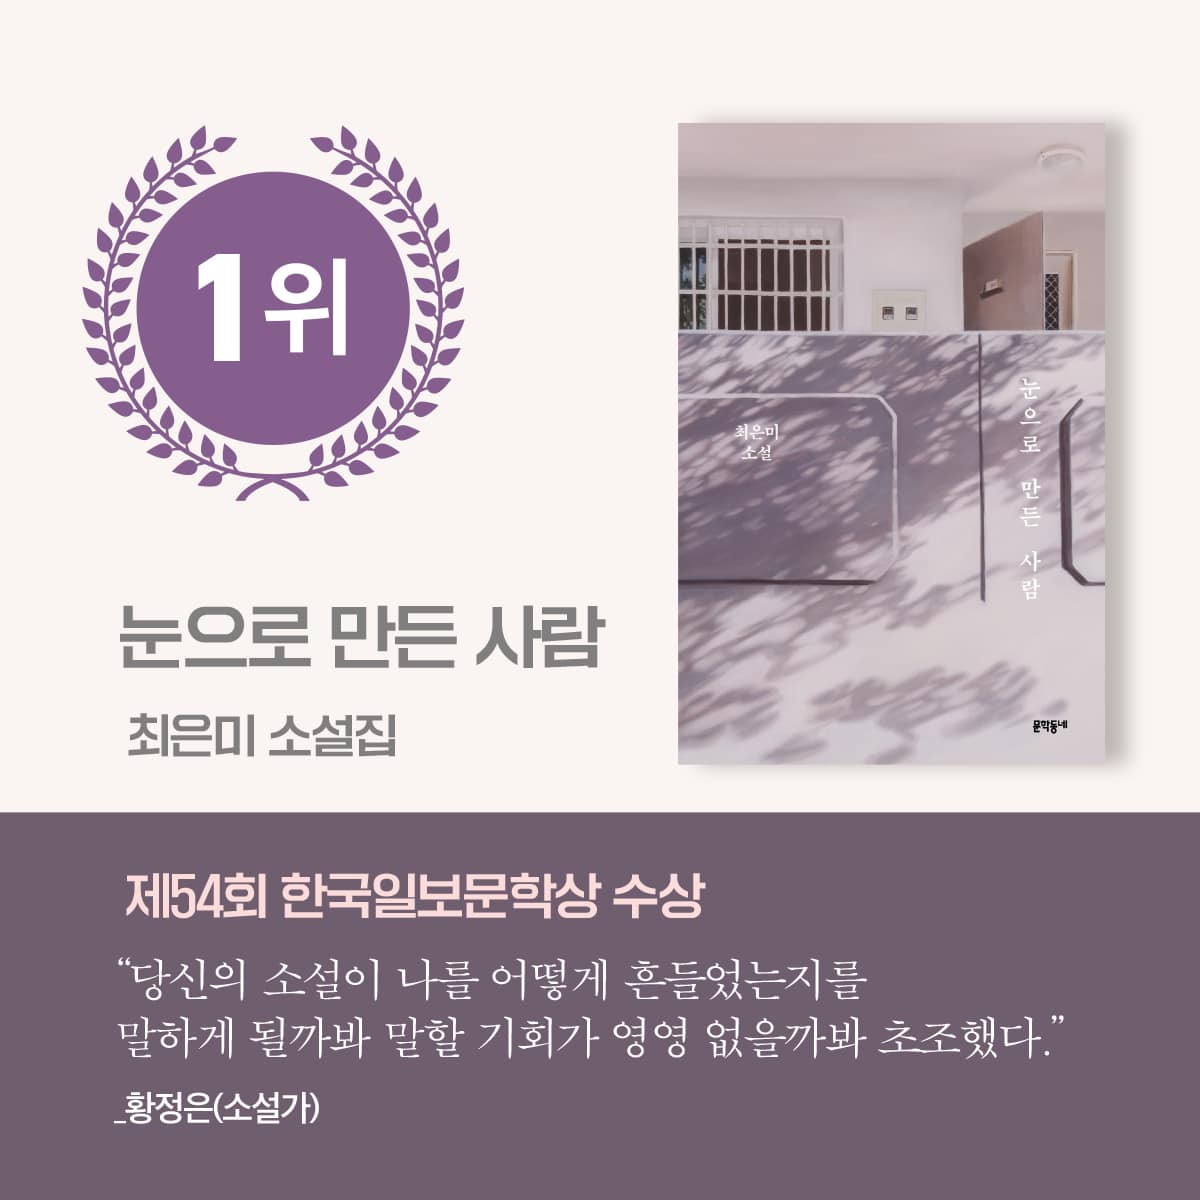 1위
눈으로 만든 사람
최은미 소설집
최은미
소설
눈으로 만든 사람
문학동네
제54회 한국일보문학상 수상
“당신의 소설이 나를 어떻게 흔들었는지를
말하게 될까봐 말할 기회가 영영 없을까봐 초조했다.”
_황정은(소설가)